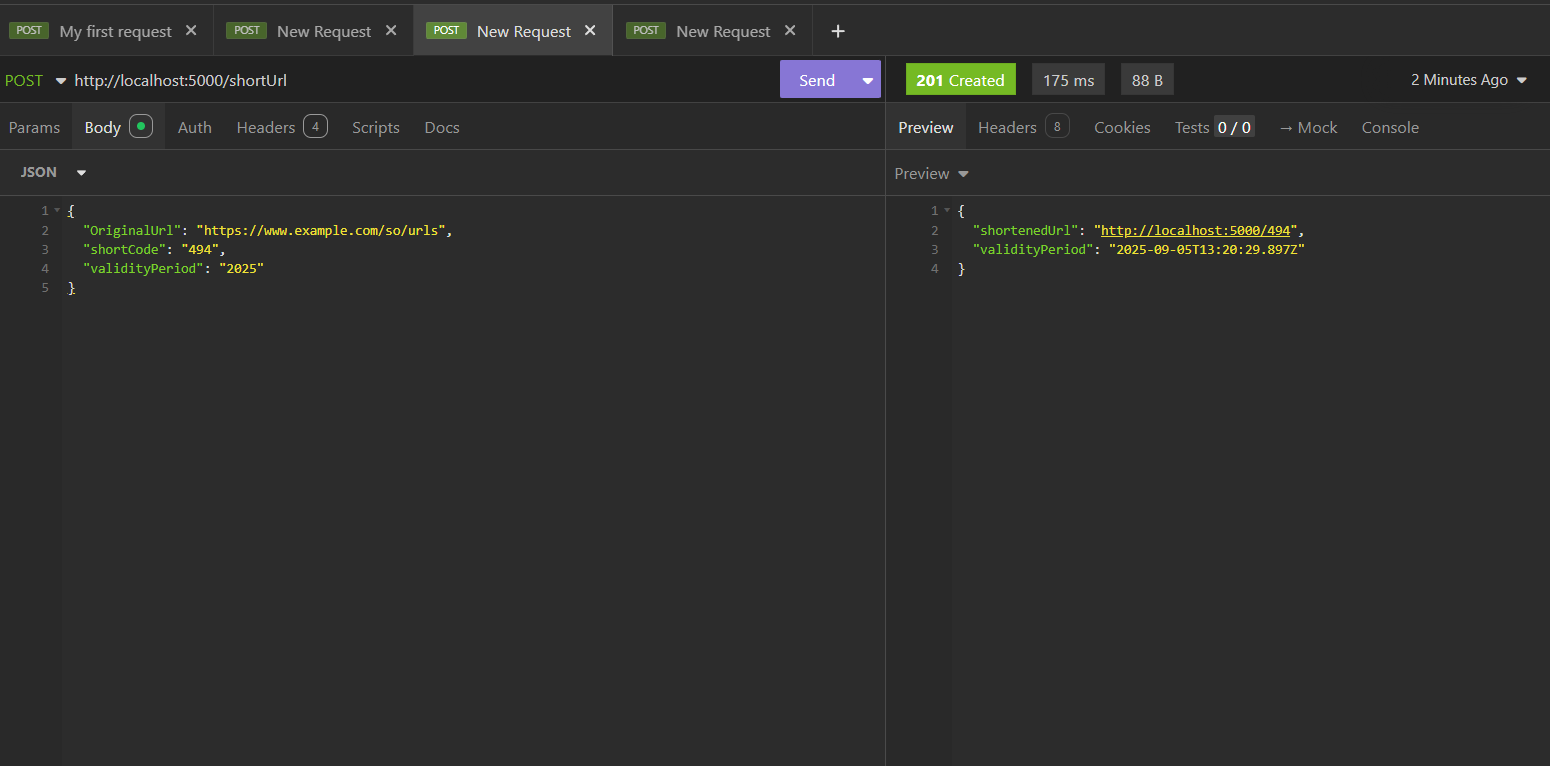 POST My first request × POST New Request × POST New Request × POST New Request × +
POST http://localhost:5000/shortUrl Send 201 Created 175 ms 88 B 2 Minutes Ago
Params Body Auth Headers 4 Scripts Docs
Preview Headers 8 Cookies Tests 0 / 0 → Mock Console
JSON
Preview
1 {
2 "OriginalUrl": "https://www.example.com/so/urls",
3 "shortCode": "494",
4 "validityPeriod": "2025"
5 }
1 {
2 "shortenedUrl": "http://localhost:5000/494",
3 "validityPeriod": "2025-09-05T13:20:29.897Z"
4 }